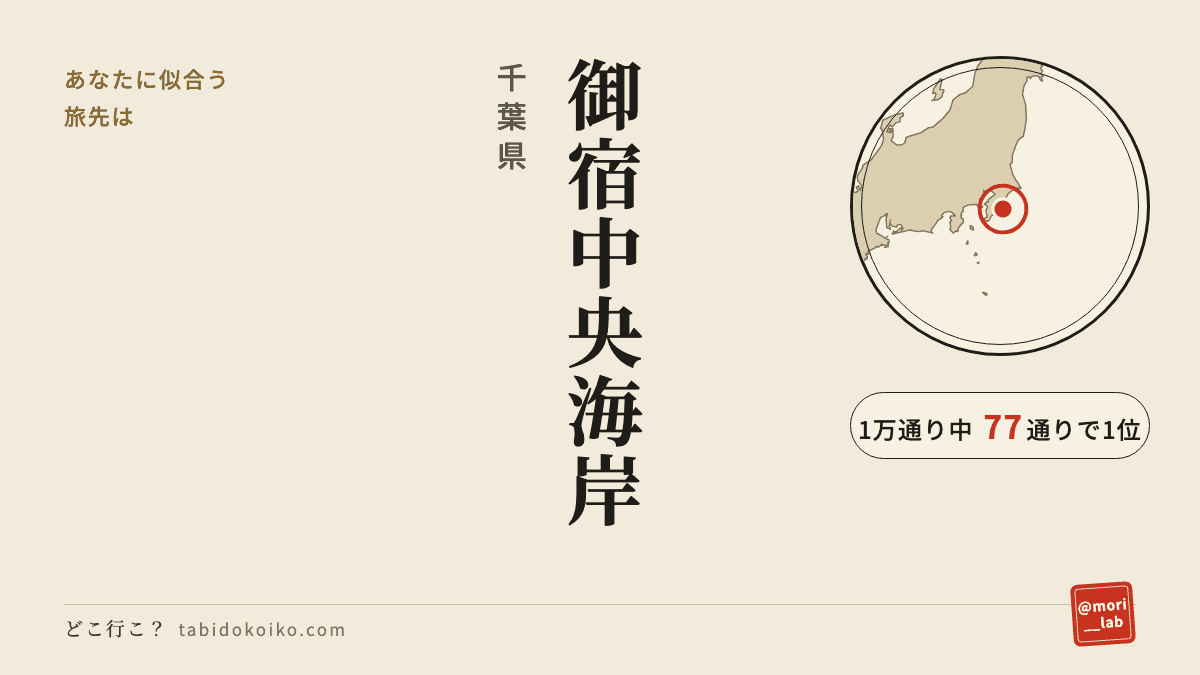 あなたに似合う
旅先は
御宿中央海岸
千葉県
1万通り中 77通りで1位
どこ行こ？ tabidokoiko.com
@mori
__lab